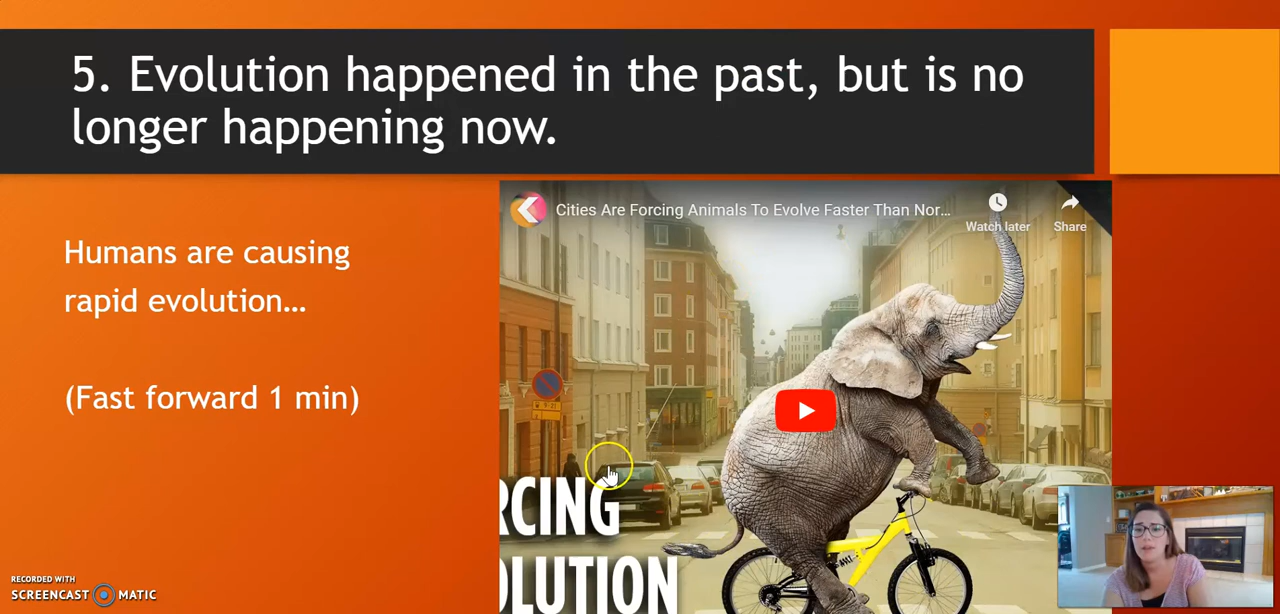 5. Evolution happened in the past, but is no
longer happening now.
Humans are causing
rapid evolution...
(Fast forward 1 min)
Cities Are Forcing Animals To Evolve Faster Than Nor...
Watch later
Share
RCING
OLUTION
RECORDED WITH
SCREENCAST MATIC